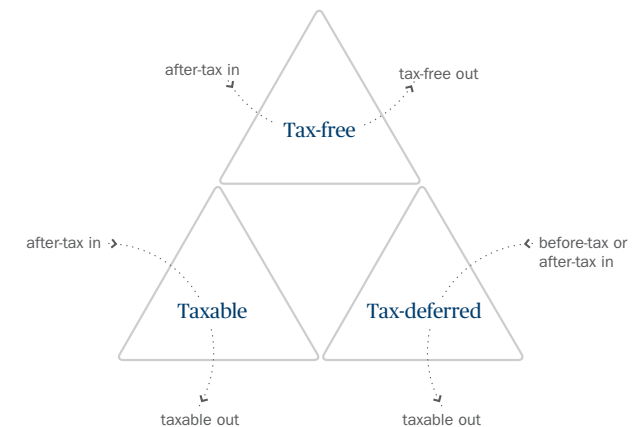 after-tax in
tax-free out
Tax-free
after-tax in
before-tax or
after-tax in
Taxable
Tax-deferred
taxable out
taxable out